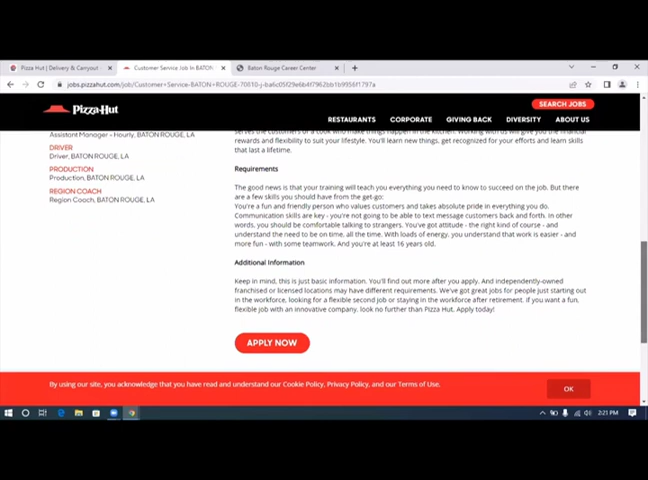 Pizza Hut | Delivery & Carryout
Customer Service Job in BATON
Baton Rouge Career Center
jobs.pizzahut.com/job/Customer-Service-BATON+ROUGE-70810-j-
Pizza Hut
SEARCH JOBS
RESTAURANTS CORPORATE GIVING BACK DIVERSITY ABOUT US
Assistant Manager - Hourly, BATON ROUGE, LA
DRIVER
Driver, BATON ROUGE, LA
PRODUCTION
Production, BATON ROUGE, LA
REGION COACH
Region Coach, BATON ROUGE, LA
serves the customers or a cook who make things happen in the kitchen. Working with us will give you the financial
rewards and flexibility to suit your lifestyle. You'll learn new things, get recognized for your efforts and learn skills
that last a lifetime.
Requirements
The good news is that your training will teach you everything you need to know to succeed on the job. But there
are a few skills you should have from the get-go:
You're a fun and friendly person who values customers and takes absolute pride in everything you do.
Communication skills are key - you're not going to be able to text message customers back and forth. In other
words, you should be comfortable talking to strangers. You've got attitude - the right kind of course - and
understand the need to be on time, all the time. With loads of energy, you understand that work is easier - and
more fun - with some teamwork. And you're at least 16 years old.
Additional Information
Keep in mind, this is just basic information. You'll find out more after you apply. And independently-owned
franchised or licensed locations may have different requirements. We've got great jobs for people just starting out
in the workforce, looking for a flexible second job or staying in the workforce after retirement. if you want a fun,
flexible job with an innovative company. look no further than Pizza Hut. Apply today!
APPLY NOW
By using our site, you acknowledge that you have read and understand our Cookie Policy, Privacy Policy, and our Terms of Use.
OK
2:21 PM